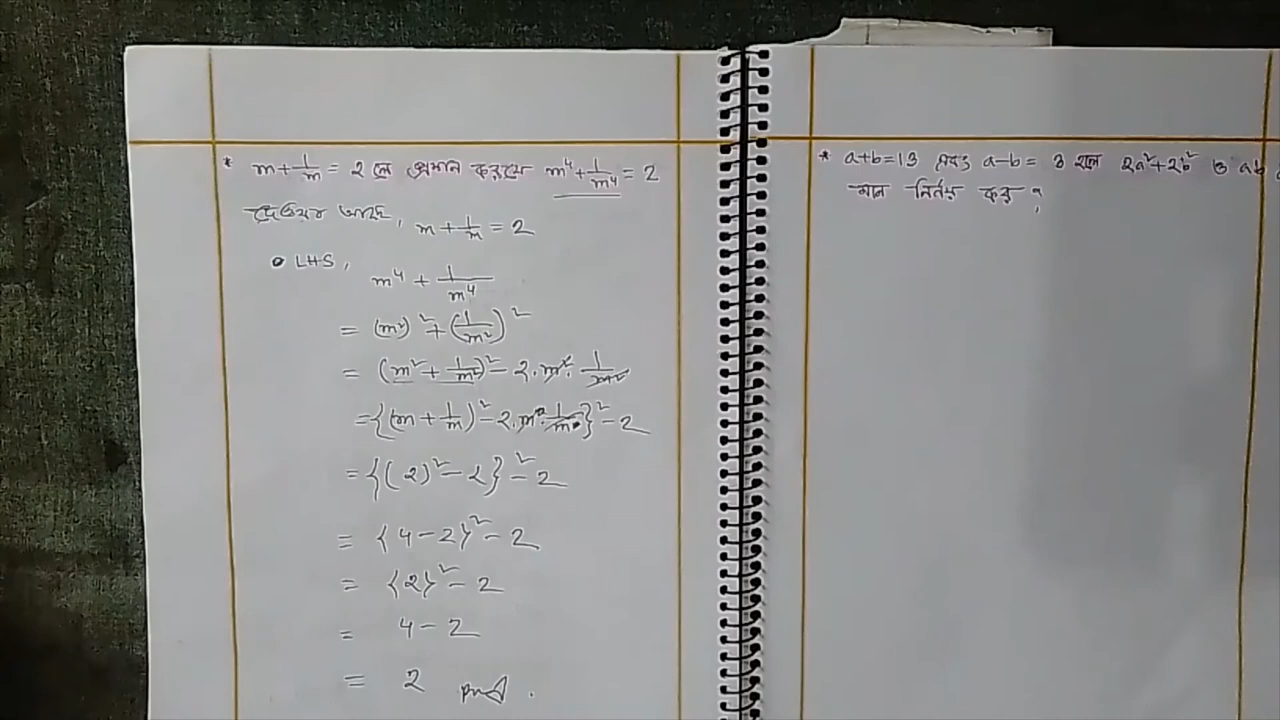 * m + 1/m = 2 হলে প্রমাণ কর যে m⁴ + 1/m⁴ = 2
দেওয়া আছে, m + 1/m = 2
LHS, m⁴ + 1/m⁴
= (m²)² + (1/m²)²
= (m² + 1/m²)² - 2.m².1/m²
= {(m + 1/m)² - 2.m.1/m}² - 2
= {(2)² - 2}² - 2
= {4 - 2}² - 2
= {2}² - 2
= 4 - 2
= 2 proved.
* a+b=13 এবং a-b= 3 হলে 2a²+2b² ও ab
মান নির্ণয় কর ?